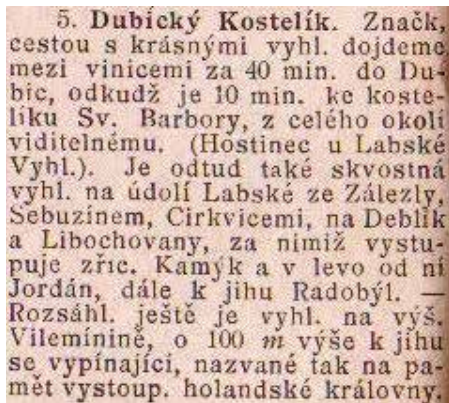 5. Dubický Kostelík. Značk.
cestou s krásnými vyhl. dojdeme
mezi vinicemi za 40 min. do Du-
bic, odkudž je 10 min. ke koste-
líku Sv. Barbory, z celého okolí
viditelnému. (Hostinec u Labské
Vyhl.). Je odtud také skvostná
vyhl. na údolí Labské ze Zálezly,
Sebuzínem, Cirkvicemi, na Deblík
a Libochovany, za nimiž vystu-
puje zříc. Kamýk a v levo od ní
Jordán, dále k jihu Radobýl. —
Rozsáhl. ještě je vyhl. na výš.
Vilemínině, o 100 m výše k jihu
se vypínající, nazvané tak na pa-
mět vystoup. holandské královny.